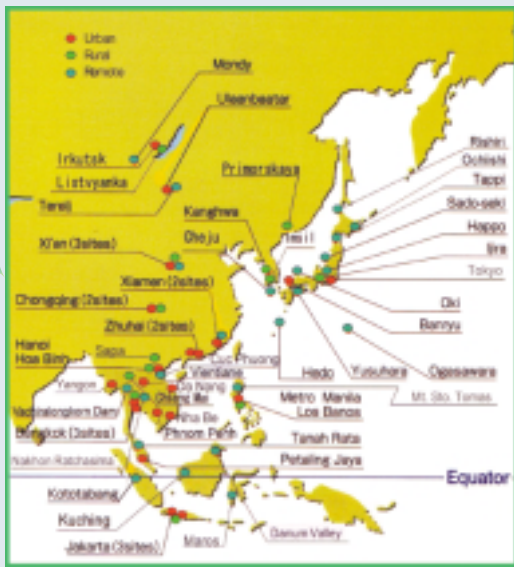 Urban
Rural
Remote
Mondy
Ulaanbaatar
Irkutsk
Listvyanka
Terelj
Primorskaya
Kanghwa
Imsil
Cheju
Rishiri
Ochiishi
Tappi
Sado-seki
Happo
Ijira
Tokyo
Oki
Banryu
Yusuhara
Hedo
Ogasawara
Xi'an (3sites)
Xiamen (2sites)
Chongqing (2sites)
Zhuhai (2sites)
Hanoi
Hoa Binh
Sapa
Cuc Phuong
Yangon
Vientiane
Da Nang
Chiang Mai
Vachiralongkorn Dam
Bangkok (3sites)
Nha Be
Phnom Penh
Nakhon Ratchasima
Metro Manila
Los Banos
Mt. Sto. Tomas
Tanah Rata
Petaling Jaya
Equator
Kototabang
Kuching
Jakarta (3sites)
Maros
Danum Valley